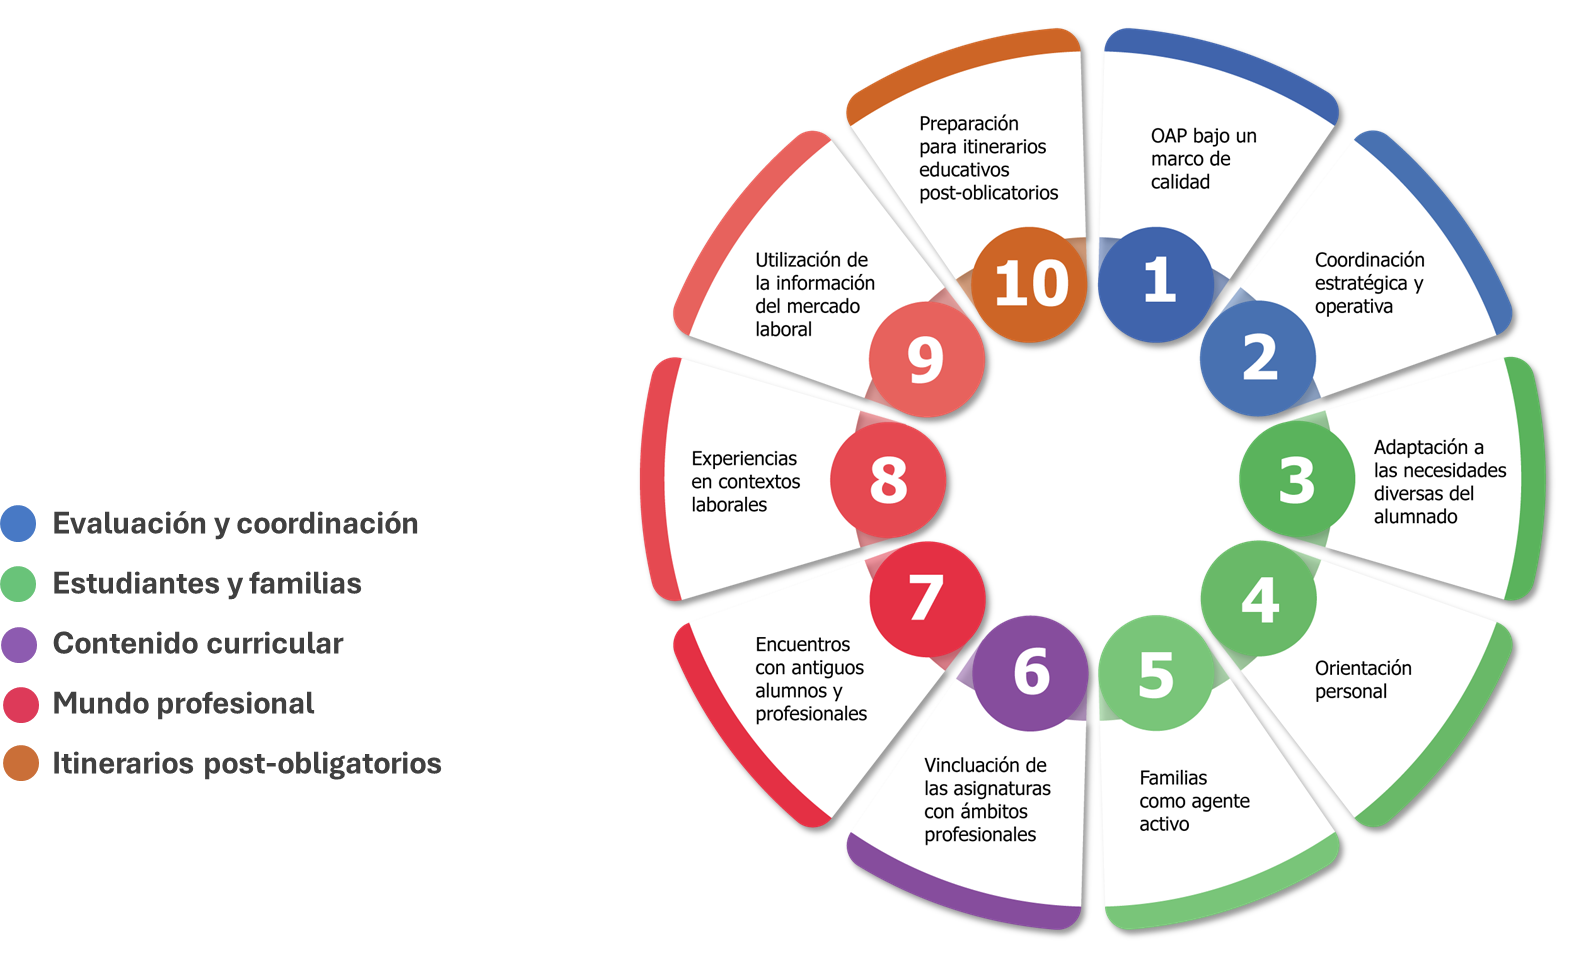 Evaluación y coordinación
Estudiantes y familias
Contenido curricular
Mundo profesional
Itinerarios post-obligatorios
1
OAP bajo un
marco de
calidad
2
Coordinación
estratégica y
operativa
3
Adaptación a
las necesidades
diversas del
alumnado
4
Orientación
personal
5
Familias
como agente
activo
6
Vincluación de
las asignaturas
con ámbitos
profesionales
7
Encuentros
con antiguos
alumnos y
profesionales
8
Experiencias
en contextos
laborales
9
Utilización de
la información
del mercado
laboral
10
Preparación
para itinerarios
educativos
post-oblicatorios